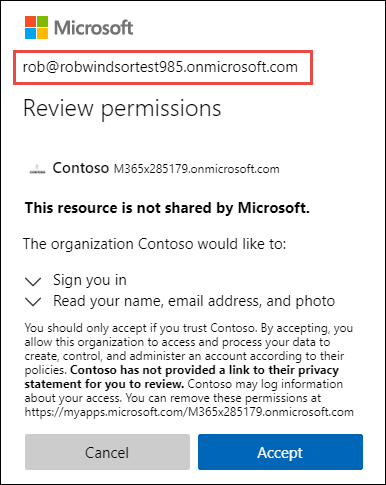 Microsoft
rob@robwindsortest985.onmicrosoft.com
Review permissions
Contoso M365x285179.onmicrosoft.com
This resource is not shared by Microsoft.
The organization Contoso would like to:
Sign you in
Read your name, email address, and photo
You should only accept if you trust Contoso. By accepting, you
allow this organization to access and process your data to
create, control, and administer an account according to their
policies. Contoso has not provided a link to their privacy
statement for you to review. Contoso may log information
about your access. You can remove these permissions at
https://myapps.microsoft.com/M365x285179.onmicrosoft.com
Cancel Accept